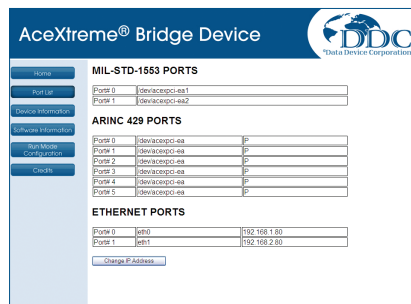 AceXtreme® Bridge Device
DDC
®Data Device Corporation
Home
Port List
Device Information
Software Information
Run Mode
Configuration
Credits
MIL-STD-1553 PORTS
Port# 0 /dev/acexpci-ea1
Port# 1 /dev/acexpci-ea2
ARINC 429 PORTS
Port# 0 /dev/acexpci-ea P
Port# 1 /dev/acexpci-ea P
Port# 2 /dev/acexpci-ea P
Port# 3 /dev/acexpci-ea P
Port# 4 /dev/acexpci-ea P
Port# 5 /dev/acexpci-ea P
ETHERNET PORTS
Port# 0 eth0 192.168.1.80
Port# 1 eth1 192.168.2.80
Change IP Address